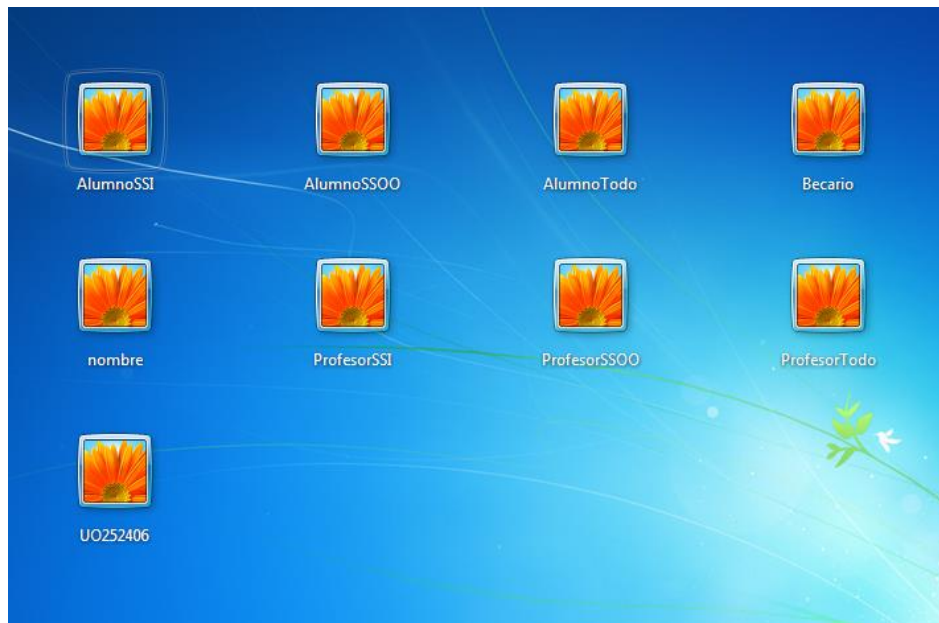 AlumnoSSI
AlumnoSSOO
AlumnoTodo
Becario
nombre
ProfesorSSI
ProfesorSSOO
ProfesorTodo
UO252406